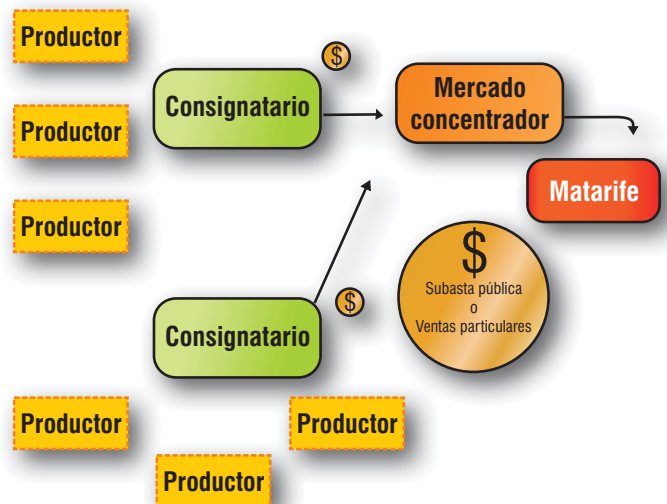 Productor
$
Consignatario
Mercado
concentrador
Productor
Matarife
Productor
$
Subasta pública
o
Ventas particulares
$
Consignatario
Productor
Productor
Productor